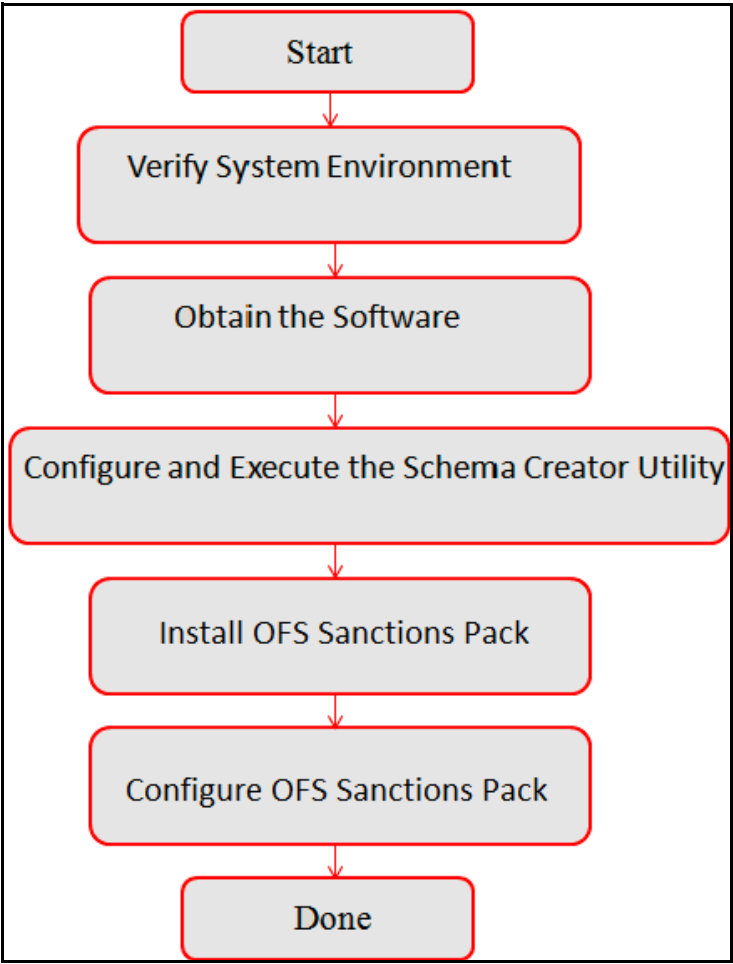 Start
Verify System Environment
Obtain the Software
Configure and Execute the Schema Creator Utility
Install OFS Sanctions Pack
Configure OFS Sanctions Pack
Done